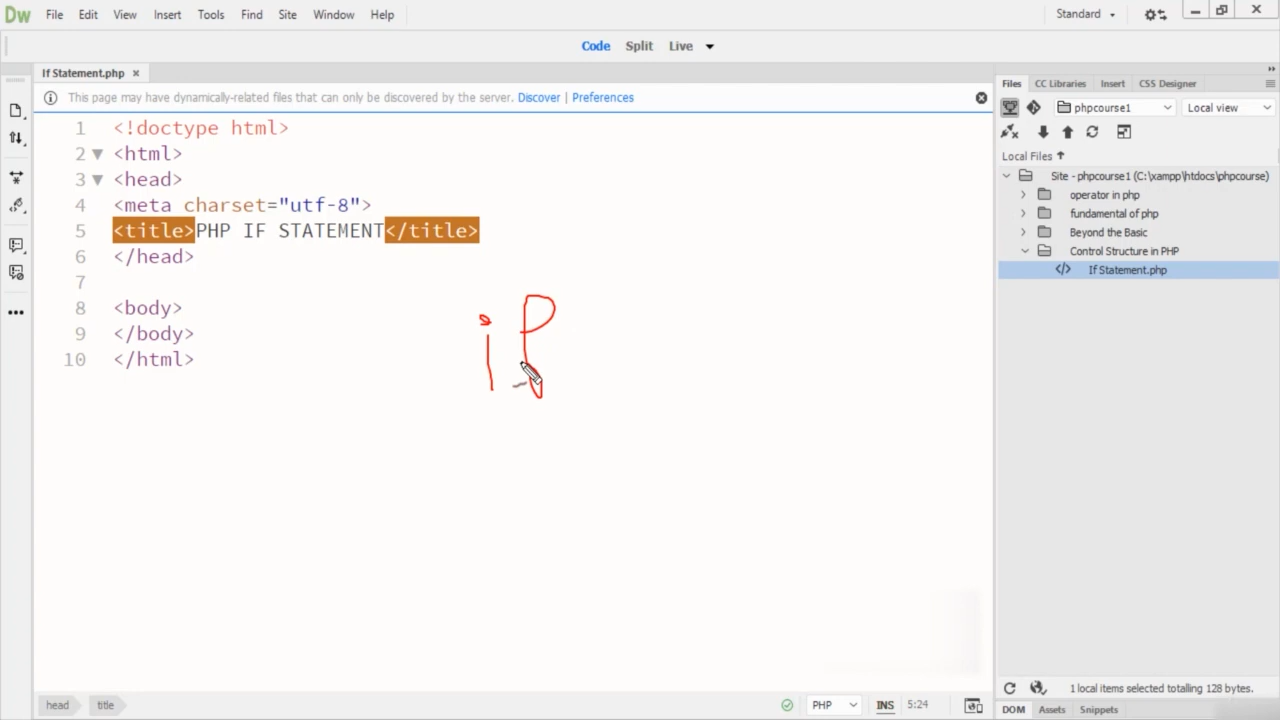 Dw File Edit View Insert Tools Find Site Window Help Standard
Code Split Live
If Statement.php
This page may have dynamically-related files that can only be discovered by the server. Discover | Preferences
1 <!doctype html>
2 <html>
3 <head>
4 <meta charset="utf-8">
5 <title>PHP IF STATEMENT</title>
6 </head>
7
8 <body>
9 </body>
10 </html>
head title
PHP INS 5:24
Files CC Libraries Insert CSS Designer
phpcourse1 Local view
Local Files
Site - phpcourse1 (C:\xampp\htdocs\phpcourse)
operator in php
fundamental of php
Beyond the Basic
Control Structure in PHP
If Statement.php
1 local items selected totalling 128 bytes.
DOM Assets Snippets